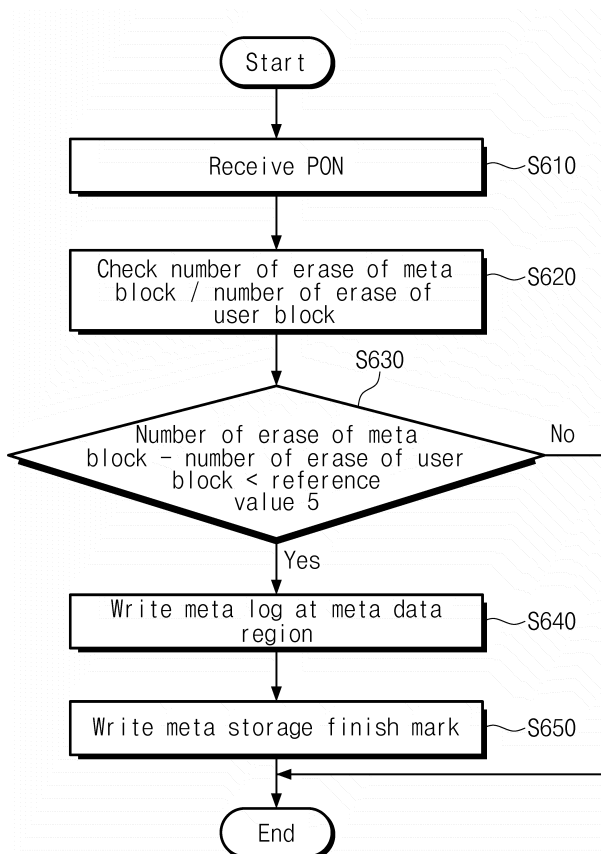 Start
Receive PON
S610
Check number of erase of meta
block / number of erase of
user block
S620
S630
Number of erase of meta
block - number of erase of user
block < reference
value 5
No
Yes
Write meta log at meta data
region
S640
Write meta storage finish mark
S650
End